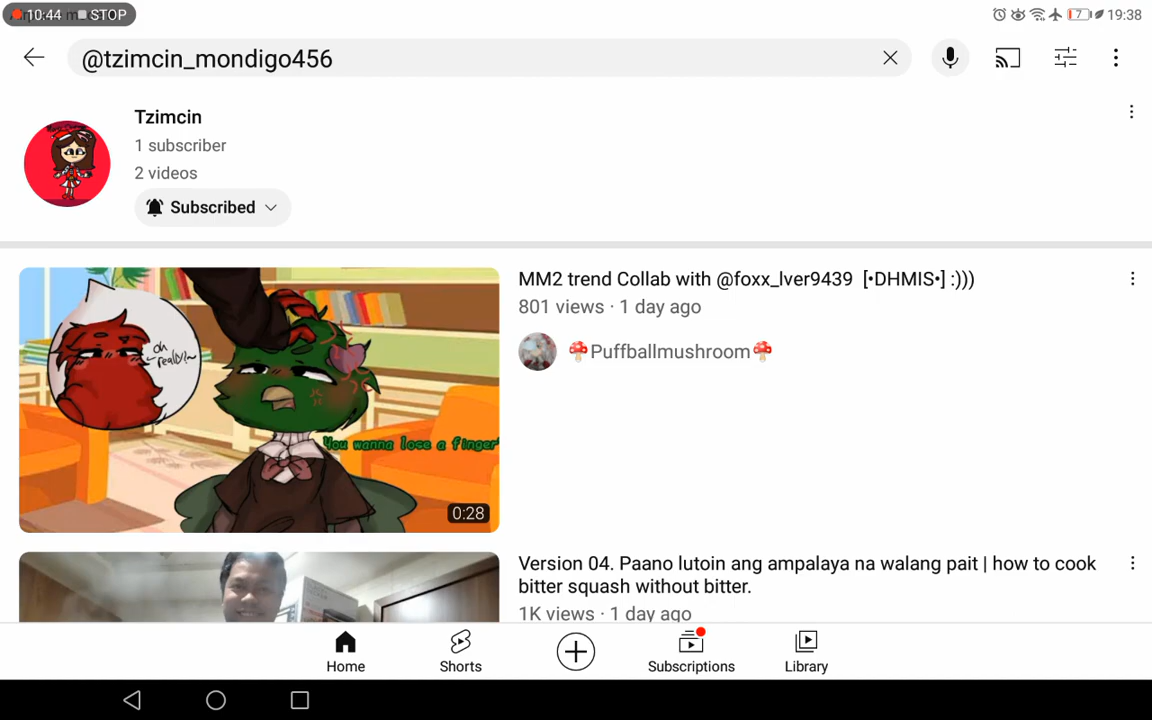 10:44 STOP
7 19:38
@tzimcin_mondigo456
Tzimcin
1 subscriber
2 videos
Subscribed
MM2 trend Collab with @foxx_lver9439 [•DHMIS•] :)))
801 views · 1 day ago
🍄Puffballmushroom🍄
oh
really!~
You wanna lose a finger
0:28
Version 04. Paano lutoin ang ampalaya na walang pait | how to cook
bitter squash without bitter.
1K views · 1 day ago
Home
Shorts
Subscriptions
Library